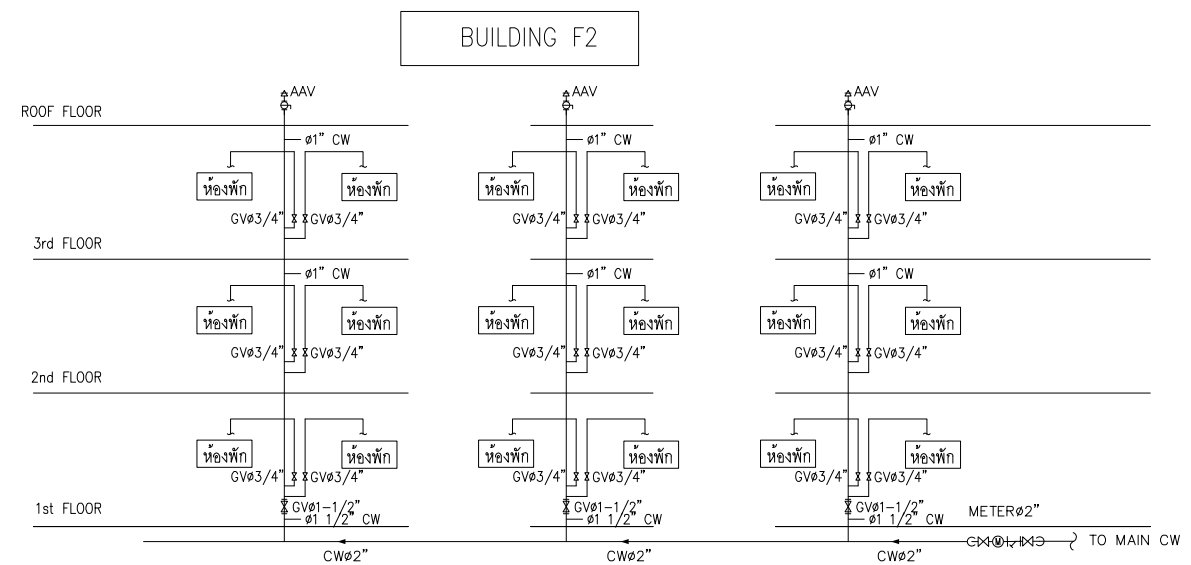 BUILDING F2
AAV AAV AAV
ROOF FLOOR
ø1" CW ø1" CW ø1" CW
ห้องพัก ห้องพัก ห้องพัก ห้องพัก ห้องพัก ห้องพัก
GVø3/4" GVø3/4" GVø3/4" GVø3/4" GVø3/4" GVø3/4"
3rd FLOOR
ø1" CW ø1" CW ø1" CW
ห้องพัก ห้องพัก ห้องพัก ห้องพัก ห้องพัก ห้องพัก
GVø3/4" GVø3/4" GVø3/4" GVø3/4" GVø3/4" GVø3/4"
2nd FLOOR
ห้องพัก ห้องพัก ห้องพัก ห้องพัก ห้องพัก ห้องพัก
GVø3/4" GVø3/4" GVø3/4" GVø3/4" GVø3/4" GVø3/4"
1st FLOOR GVø1-1/2" GVø1-1/2" GVø1-1/2" METERø2"
ø1 1/2" CW ø1 1/2" CW ø1 1/2" CW
M TO MAIN CW
CWø2" CWø2" CWø2"